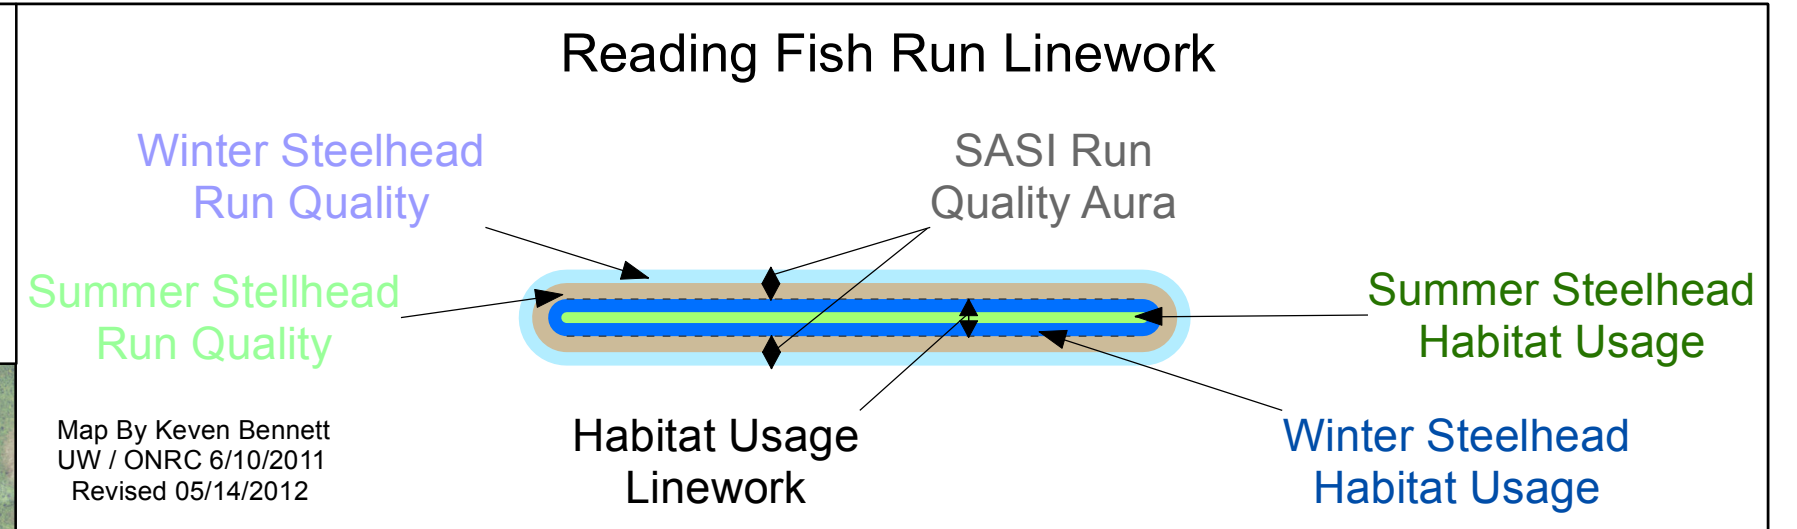 Reading Fish Run Linework
Winter Steelhead
Run Quality
SASI Run
Quality Aura
Summer Stellhead
Run Quality
Summer Steelhead
Habitat Usage
Map By Keven Bennett
UW / ONRC 6/10/2011
Revised 05/14/2012
Habitat Usage
Linework
Winter Steelhead
Habitat Usage